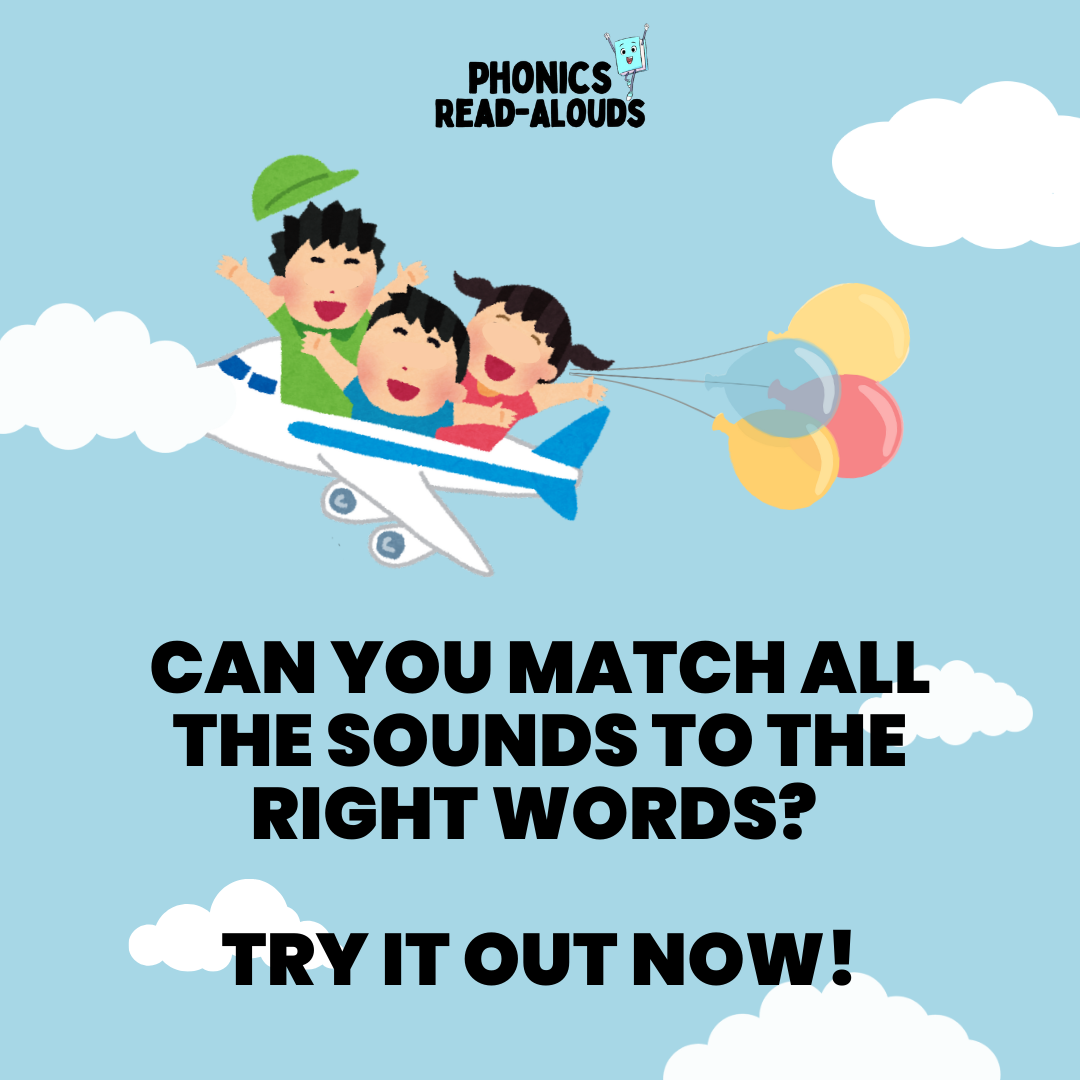 PHONICS
READ-ALOUDS
CAN YOU MATCH ALL
THE SOUNDS TO THE
RIGHT WORDS?
TRY IT OUT NOW!